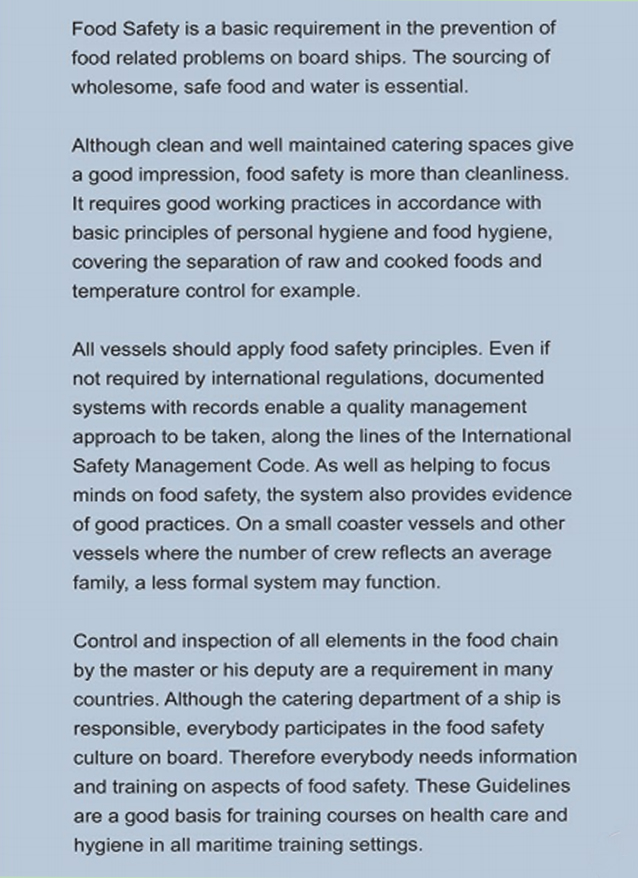 Food Safety is a basic requirement in the prevention of
food related problems on board ships. The sourcing of
wholesome, safe food and water is essential.
Although clean and well maintained catering spaces give
a good impression, food safety is more than cleanliness.
It requires good working practices in accordance with
basic principles of personal hygiene and food hygiene,
covering the separation of raw and cooked foods and
temperature control for example.
All vessels should apply food safety principles. Even if
not required by international regulations, documented
systems with records enable a quality management
approach to be taken, along the lines of the International
Safety Management Code. As well as helping to focus
minds on food safety, the system also provides evidence
of good practices. On a small coaster vessels and other
vessels where the number of crew reflects an average
family, a less formal system may function.
Control and inspection of all elements in the food chain
by the master or his deputy are a requirement in many
countries. Although the catering department of a ship is
responsible, everybody participates in the food safety
culture on board. Therefore everybody needs information
and training on aspects of food safety. These Guidelines
are a good basis for training courses on health care and
hygiene in all maritime training settings.